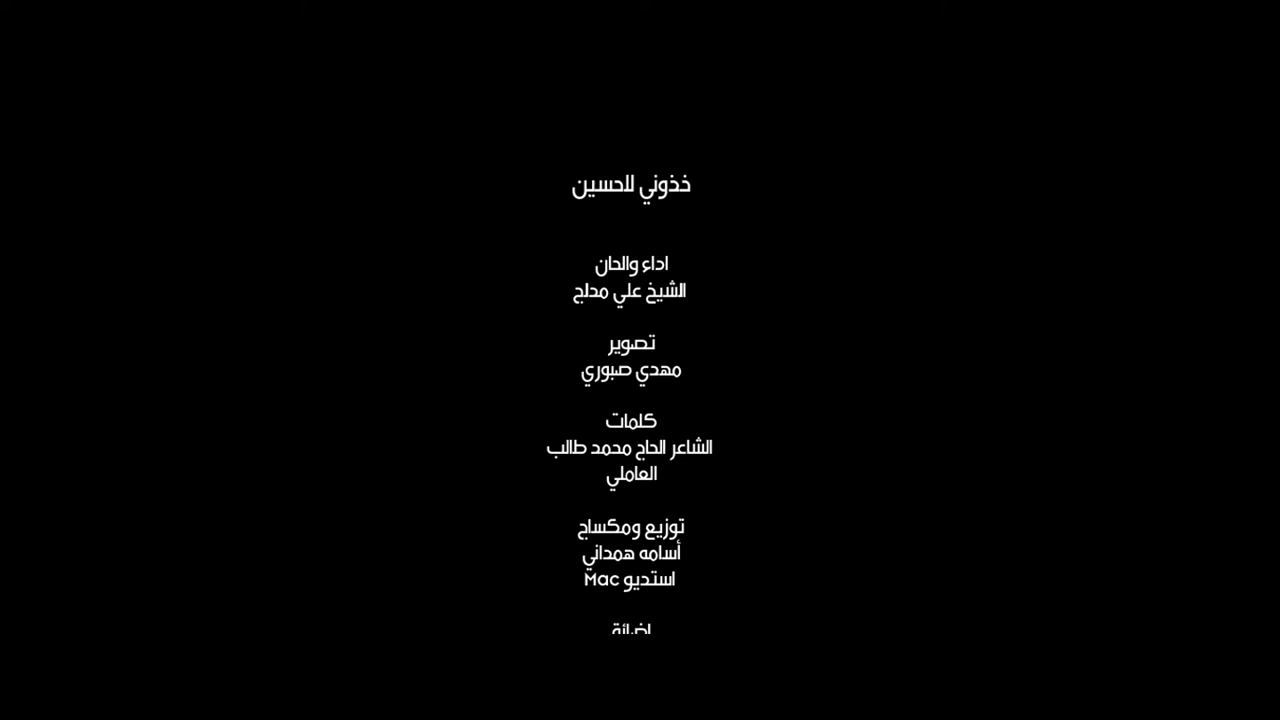 خذوني للحسين
اداء والحان
الشيخ علي مدلج
تصوير
مهدي صبوري
كلمات
الشاعر الحاج محمد طالب
العاملي
توزيع ومكساج
أسامه همداني
استديو Mac